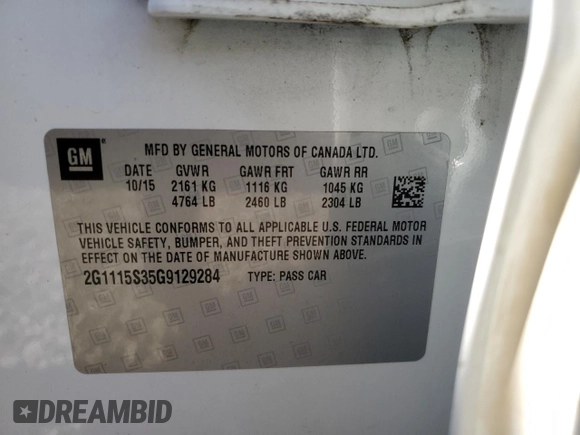 GM
MFD BY GENERAL MOTORS OF CANADA LTD.
DATE GVWR GAWR FRT GAWR RR
10/15 2161 KG 1116 KG 1045 KG
4764 LB 2460 LB 2304 LB
THIS VEHICLE CONFORMS TO ALL APPLICABLE U.S. FEDERAL MOTOR
VEHICLE SAFETY, BUMPER, AND THEFT PREVENTION STANDARDS IN
EFFECT ON THE DATE OF MANUFACTURE SHOWN ABOVE.
2G1115S35G9129284 TYPE: PASS CAR
DREAMBID